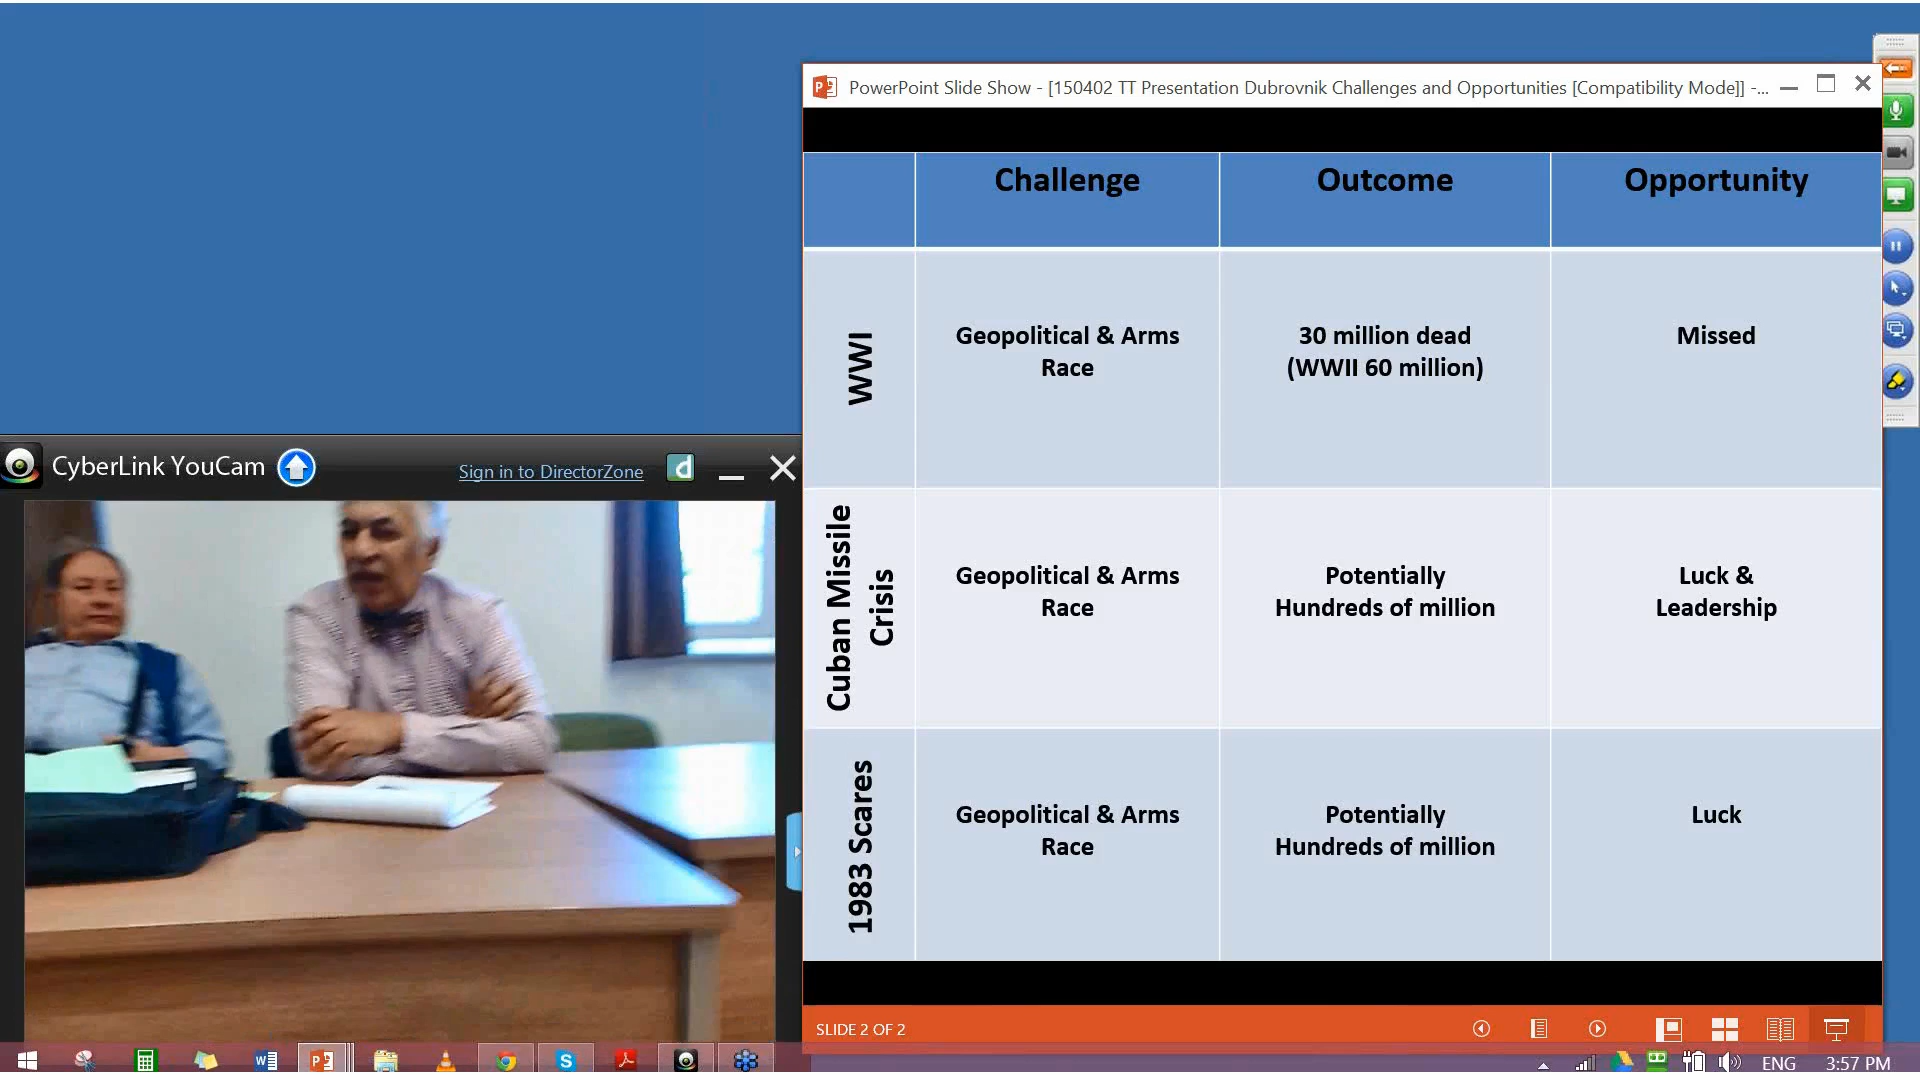 PowerPoint Slide Show - [150402 TT Presentation Dubrovnik Challenges and Opportunities [Compatibility Mode]] -...
Challenge
Outcome
Opportunity
WWI
Geopolitical & Arms
Race
30 million dead
(WWII 60 million)
Missed
Cuban Missile
Crisis
Geopolitical & Arms
Race
Potentially
Hundreds of million
Luck &
Leadership
1983 Scares
Geopolitical & Arms
Race
Potentially
Hundreds of million
Luck
SLIDE 2 OF 2
CyberLink YouCam
Sign in to DirectorZone
ENG
3:57 PM